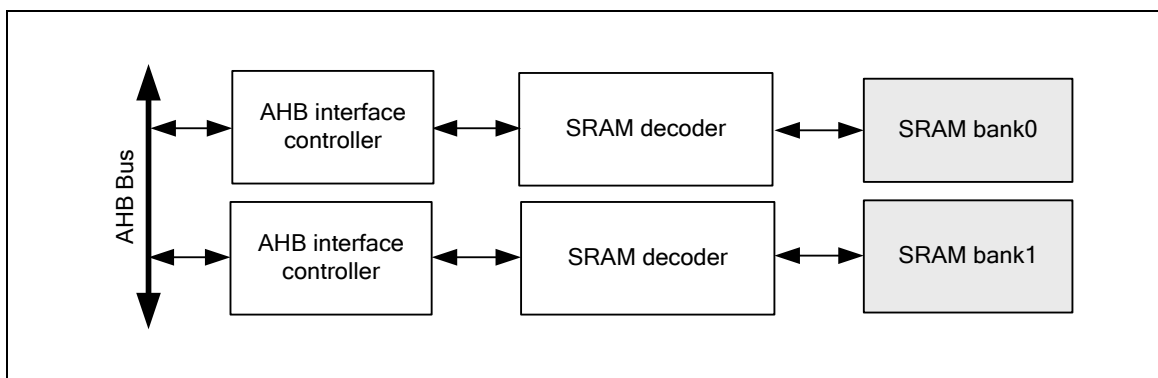 AHB Bus
AHB interface
controller
SRAM decoder
SRAM bank0
AHB interface
controller
SRAM decoder
SRAM bank1